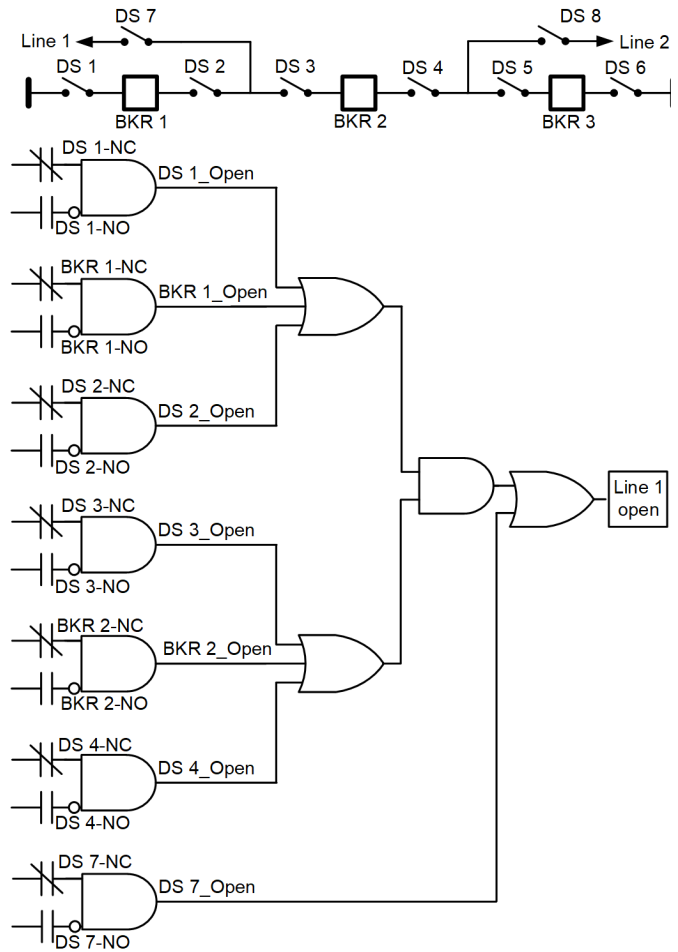 DS 7
DS 8
Line 1
Line 2
DS 1
DS 2
DS 3
DS 4
DS 5
DS 6
BKR 1
BKR 2
BKR 3
DS 1-NC
DS 1_Open
DS 1-NO
BKR 1-NC
BKR 1_Open
BKR 1-NO
DS 2-NC
DS 2_Open
DS 2-NO
DS 3-NC
DS 3_Open
DS 3-NO
BKR 2-NC
BKR 2_Open
BKR 2-NO
DS 4-NC
DS 4_Open
DS 4-NO
DS 7-NC
DS 7_Open
DS 7-NO
Line 1
open